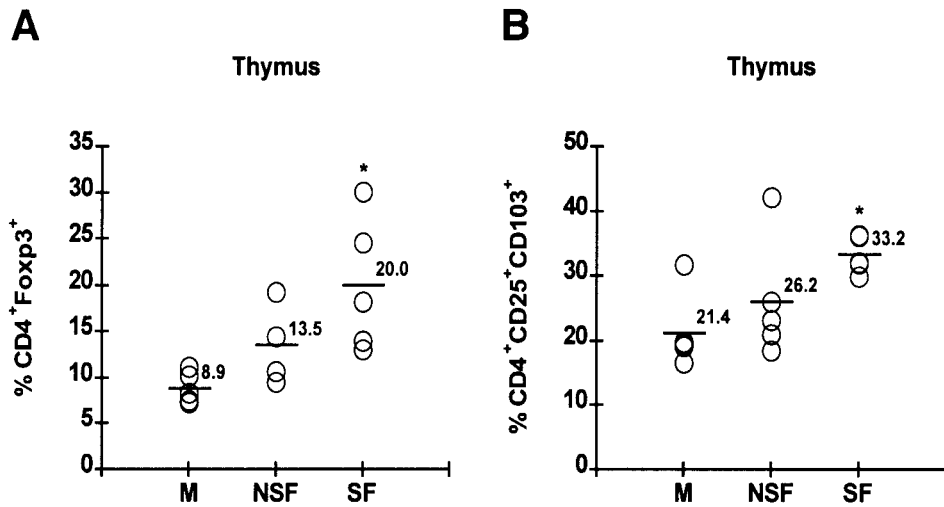 A
Thymus
% CD4+Foxp3+
35
30
25
20
15
10
5
0
*
20.0
13.5
8.9
M NSF SF
B
Thymus
% CD4+CD25+CD103+
50
40
30
20
10
0
*
33.2
26.2
21.4
M NSF SF